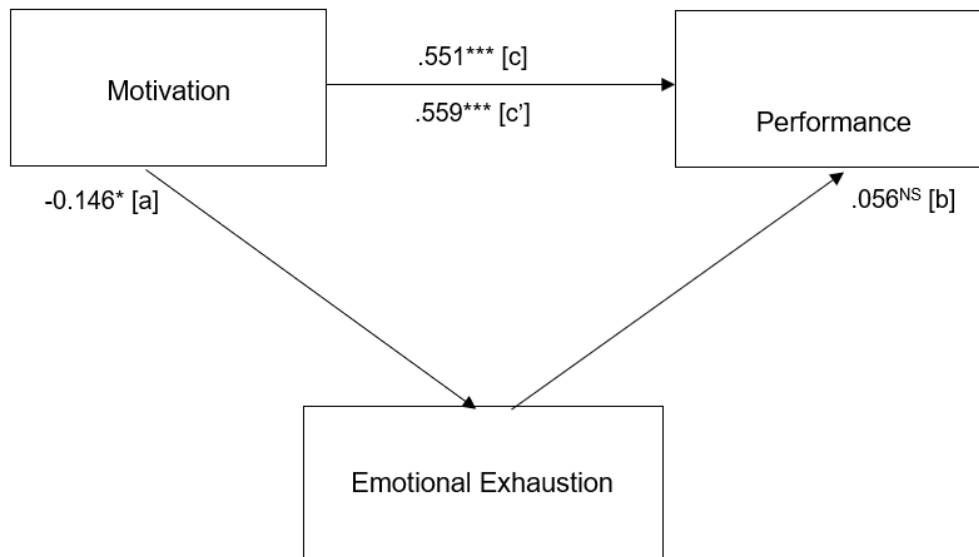 .551*** [c]
Motivation
.559*** [c’]
Performance
-0.146* [a]
.056NS [b]
Emotional Exhaustion